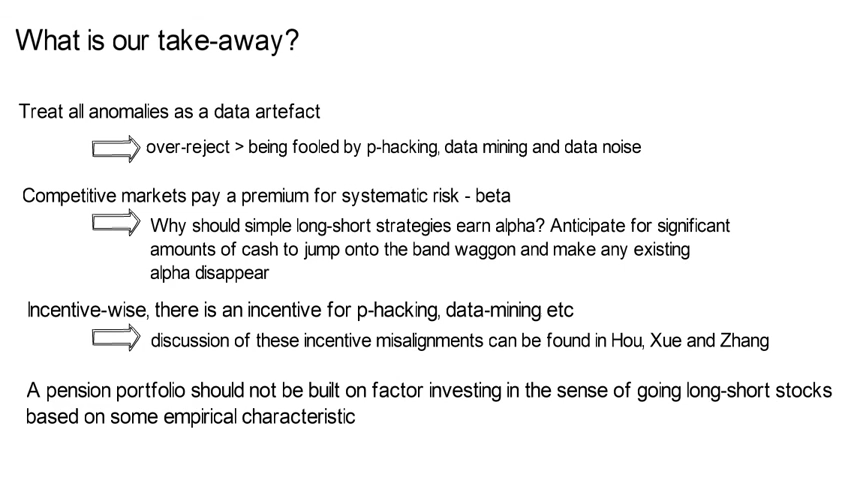 What is our take-away?
Treat all anomalies as a data artefact
over-reject > being fooled by p-hacking, data mining and data noise
Competitive markets pay a premium for systematic risk - beta
Why should simple long-short strategies earn alpha? Anticipate for significant
amounts of cash to jump onto the band waggon and make any existing
alpha disappear
Incentive-wise, there is an incentive for p-hacking, data-mining etc
discussion of these incentive misalignments can be found in Hou, Xue and Zhang
A pension portfolio should not be built on factor investing in the sense of going long-short stocks
based on some empirical characteristic